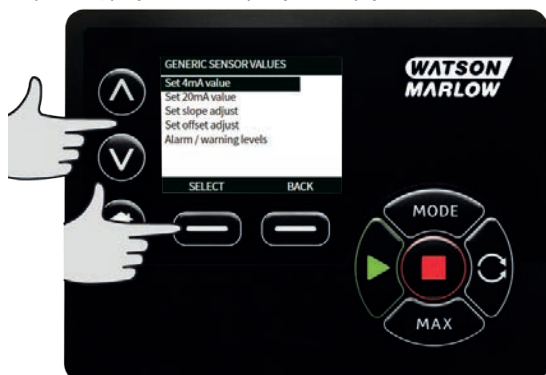 GENERIC SENSOR VALUES
Set 4mA value
Set 20mA value
Set slope adjust
Set offset adjust
Alarm / warning levels
SELECT BACK
WATSON
MARLOW
MODE
MAX